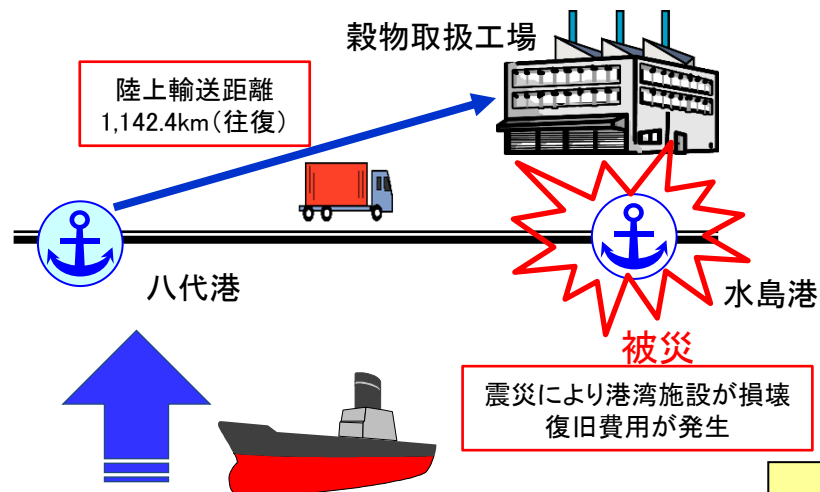 穀物取扱工場
陸上輸送距離
1,142.4km(往復)
八代港
水島港
被災
震災により港湾施設が損壊
復旧費用が発生